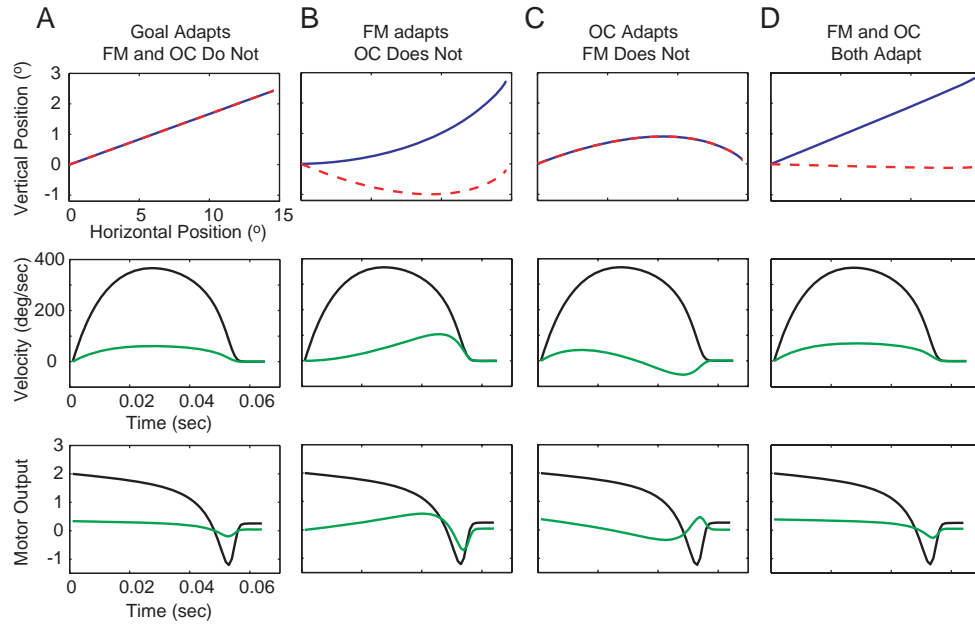 A
Goal Adapts
FM and OC Do Not
B
FM adapts
OC Does Not
C
OC Adapts
FM Does Not
D
FM and OC
Both Adapt
Vertical Position (º)
3
2
1
0
-1
0
5
10
15
Horizontal Position (º)
Velocity (deg/sec)
400
200
0
0
0.02
0.04
0.06
Time (sec)
Motor Output
3
2
1
0
-1
0
0.02
0.04
0.06
Time (sec)